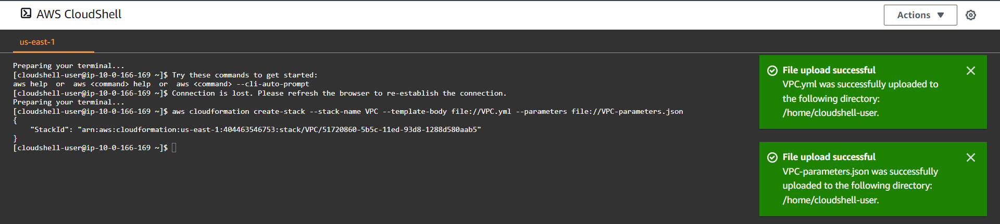 AWS CloudShell
Actions
us-east-1
Preparing your terminal...
[cloudshell-user@ip-10-0-166-169 ~]$ Try these commands to get started:
aws help  or  aws <command> help  or  aws <command> --cli-auto-prompt
[cloudshell-user@ip-10-0-166-169 ~]$ Connection is lost. Please refresh the browser to re-establish the connection.
Preparing your terminal...
[cloudshell-user@ip-10-0-166-169 ~]$ aws cloudformation create-stack --stack-name VPC --template-body file://VPC.yml --parameters file://VPC-parameters.json
{
    "StackId": "arn:aws:cloudformation:us-east-1:404463546753:stack/VPC/51720860-5b5c-11ed-93d8-1288d580aab5"
}
[cloudshell-user@ip-10-0-166-169 ~]$
File upload successful
VPC.yml was successfully uploaded to
the following directory:
/home/cloudshell-user.
File upload successful
VPC-parameters.json was successfully
uploaded to the following directory:
/home/cloudshell-user.